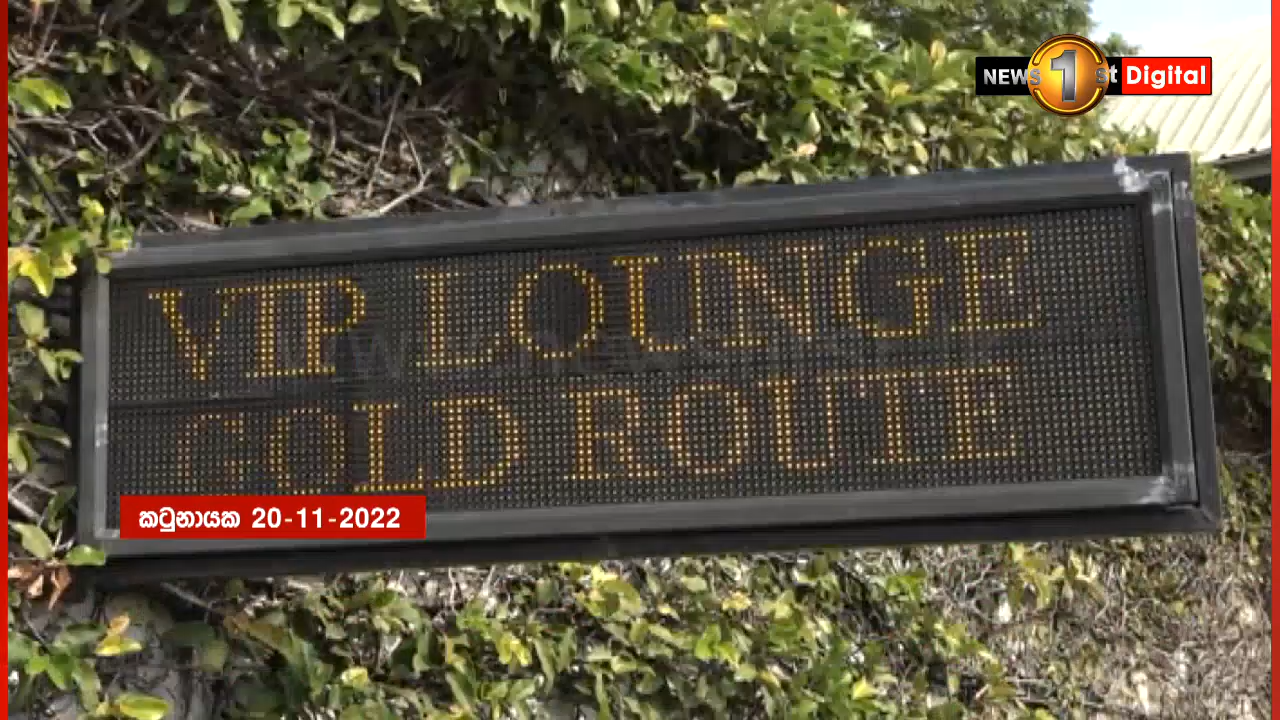 NEWS 1st Digital
VIP LOUNGE
GOLD ROUTE
කටුනායක 20-11-2022